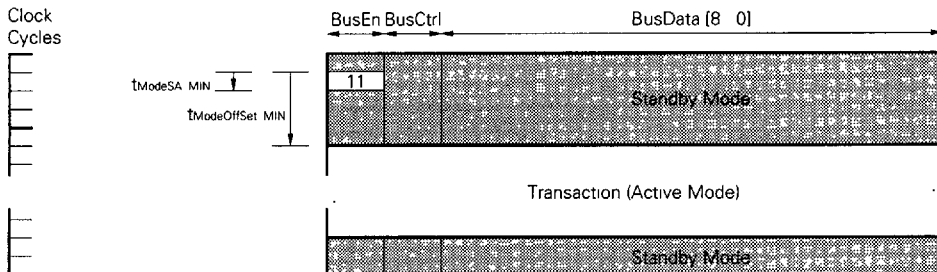 Clock
Cycles
BusEn BusCtrl BusData [8 0]
tModeSA MIN
11
Standby Mode
tModeOffSet MIN
Transaction (Active Mode)
Standby Mode